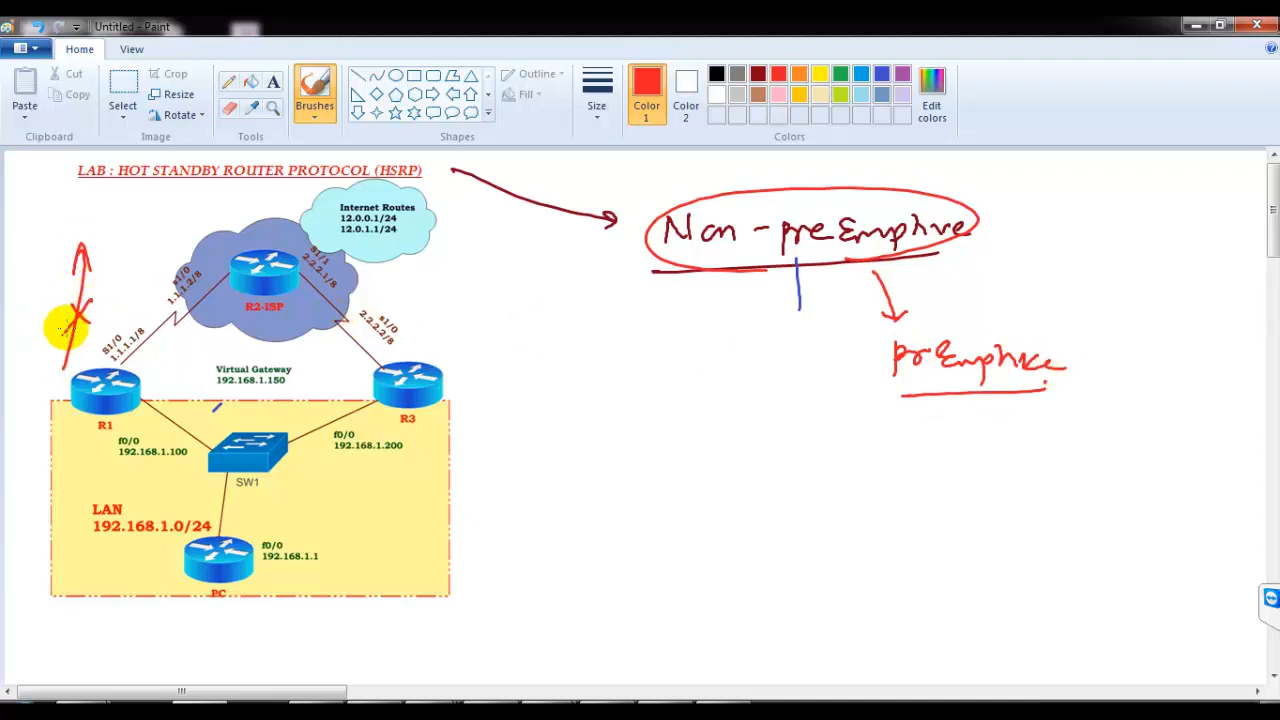 Untitled - Paint
Home
View
Paste
Cut
Copy
Clipboard
Select
Crop
Resize
Rotate
Image
Tools
Brushes
Shapes
Outline
Fill
Size
Color 1
Color 2
Edit colors
Colors
LAB : HOT STANDBY ROUTER PROTOCOL (HSRP)
Internet Routes
12.0.0.1/24
12.0.1.1/24
s1/0
1.1.1.2/8
S1/1
2.2.2.1/8
R2-ISP
S1/0
1.1.1.1/8
s1/0
2.2.2.2/8
Virtual Gateway
192.168.1.150
R1
R3
f0/0
192.168.1.100
f0/0
192.168.1.200
SW1
LAN
192.168.1.0/24
f0/0
192.168.1.1
PC
Non - preEmptive
preEmptive